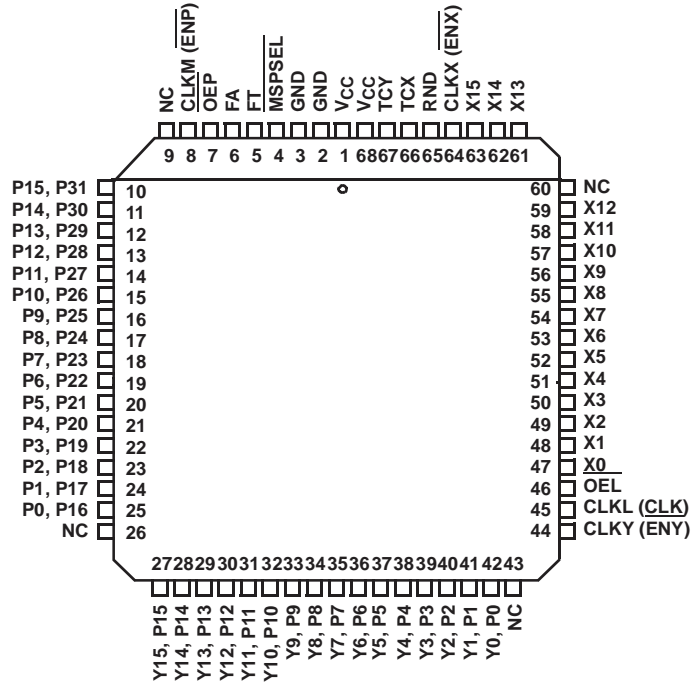 NC
CLKM (ENP)
OEP
FA
FT
MSPSEL
GND
GND
VCC
VCC
TCY
TCX
RND
CLKX (ENX)
X15
X14
X13
9 8 7 6 5 4 3 2 1 68 67 66 65 64 63 62 61
P15, P31 10
P14, P30 11
P13, P29 12
P12, P28 13
P11, P27 14
P10, P26 15
P9, P25 16
P8, P24 17
P7, P23 18
P6, P22 19
P5, P21 20
P4, P20 21
P3, P19 22
P2, P18 23
P1, P17 24
P0, P16 25
NC 26
60 NC
59 X12
58 X11
57 X10
56 X9
55 X8
54 X7
53 X6
52 X5
51 X4
50 X3
49 X2
48 X1
47 X0
46 OEL
45 CLKL (CLK)
44 CLKY (ENY)
27 28 29 30 31 32 33 34 35 36 37 38 39 40 41 42 43
Y15, P15
Y14, P14
Y13, P13
Y12, P12
Y11, P11
Y10, P10
Y9, P9
Y8, P8
Y7, P7
Y6, P6
Y5, P5
Y4, P4
Y3, P3
Y2, P2
Y1, P1
Y0, P0
NC